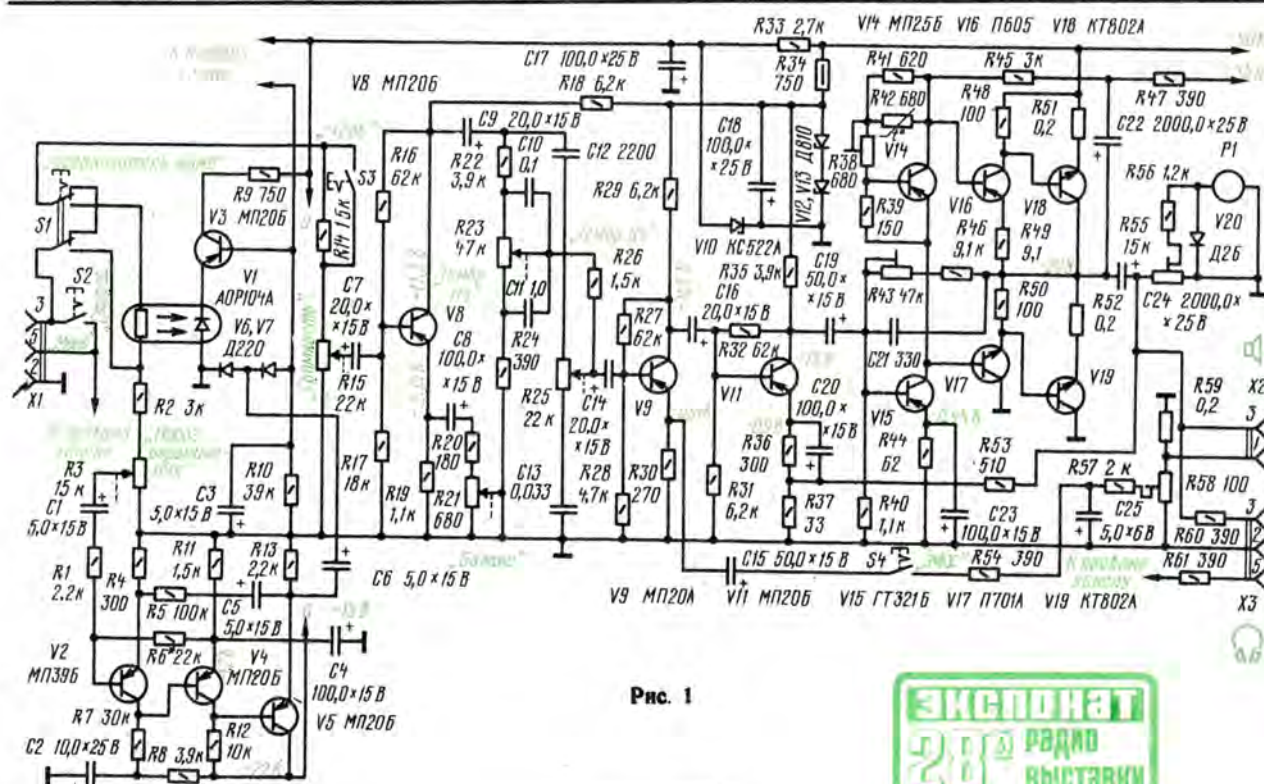 R33 2,7к
V14 МП25Б V16 П605 V18 КТ802А
С17 100,0×25 В
R34
750
R41 620
R45 3к
V8 МП20Б
R18 6,2к
R42 680
t°
R48
100
R51
0,2
R47 390
С22 2000,0×25 В
С9
20,0×15 В
С10
0,1
С12 2200
С18
100,0×
×25 В
V12, V13 Д810
R38
680
V14
P1
R56 1,2к
R9 750
V3 МП20Б
S3
R16
62к
R22
3,9к
R29 6,2к
R39
150
V16
V18
V20
Д26
S1
R14 15к
R23
47к
R26
1,5к
V10 КС522А
R35 3,9к
С19
50,0×
×15 В
R46
9,1к
R49
9,1
R55
15к
V1
АОР104А
С7
20,0×
×15 В
V8
С11 1,0
С16
20,0×15 В
R43 47к
R50
100
R52
0,2
С24 2000,0×
×25 В
S2
V6, V7
Д220
„Громкость“
С8
100,0×
×15 В
R24
390
R27
62к
R32 62к
С21 330
3
5
2
X1
R15
22к
R25
22к
С14
20,0×
×15 В
V9
V11
С20
100,0×
×15 В
V17
V15
V19
R59
0,2
X2
3
1
R2 3к
R20
180
R36
300
R44
62
R53
510
R57 2к
R58 100
R3
15к
С1
5,0×15 В
С3
5,0×15 В
R10
39к
R17
18к
R19
1,1к
R21
680
С13
0,033
R28
4,7к
R30
270
R31
6,2к
R37
33
R40
1,1к
С23
100,0×15 В
С25
5,0×6 В
3
2
5
R60 390
R61 390
X3
R1
2,2к
R4
300
R11
1,5к
R13
2,2к
С6 5,0×15 В
„Баланс“
С15 50,0×15 В
S4
R54 390
R5 100к
С5
5,0×15 В
V9 МП20А V11 МП20Б V15 ГТ321Б V17 П701А V19 КТ802А
R6* 22к
V2
МП39Б
V4
МП20Б
С4
100,0×15 В
V5 МП20Б
R7 30к
R12
10к
С2 10,0×25 В
R8 3,9к
Рис. 1
ЭКСПОНАТ
РАДИО
ВЫСТАВКИ